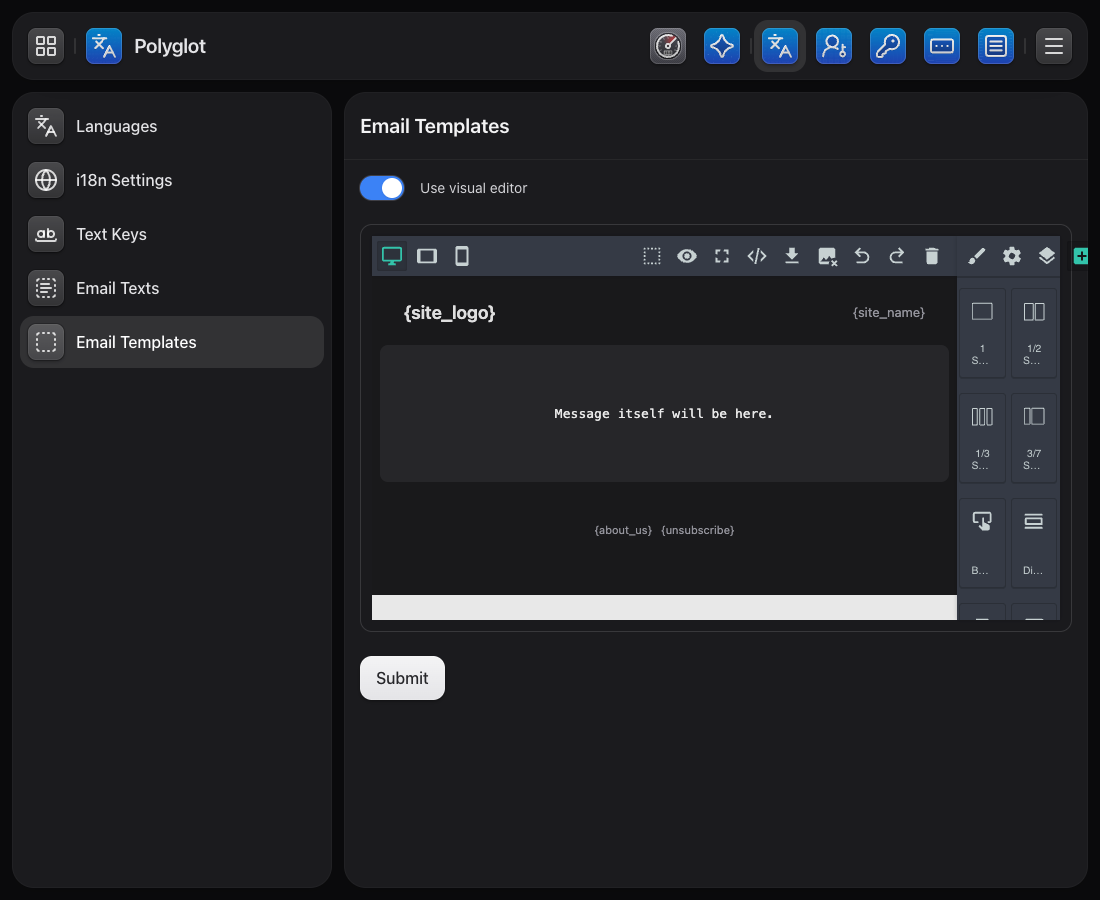 Polyglot
Languages
i18n Settings
ab
Text Keys
Email Texts
Email Templates
Email Templates
Use visual editor
{site_logo}
{site_name}
Message itself will be here.
{about_us} {unsubscribe}
1
S...
1/2
S...
1/3
S...
3/7
S...
B...
Di...
Submit